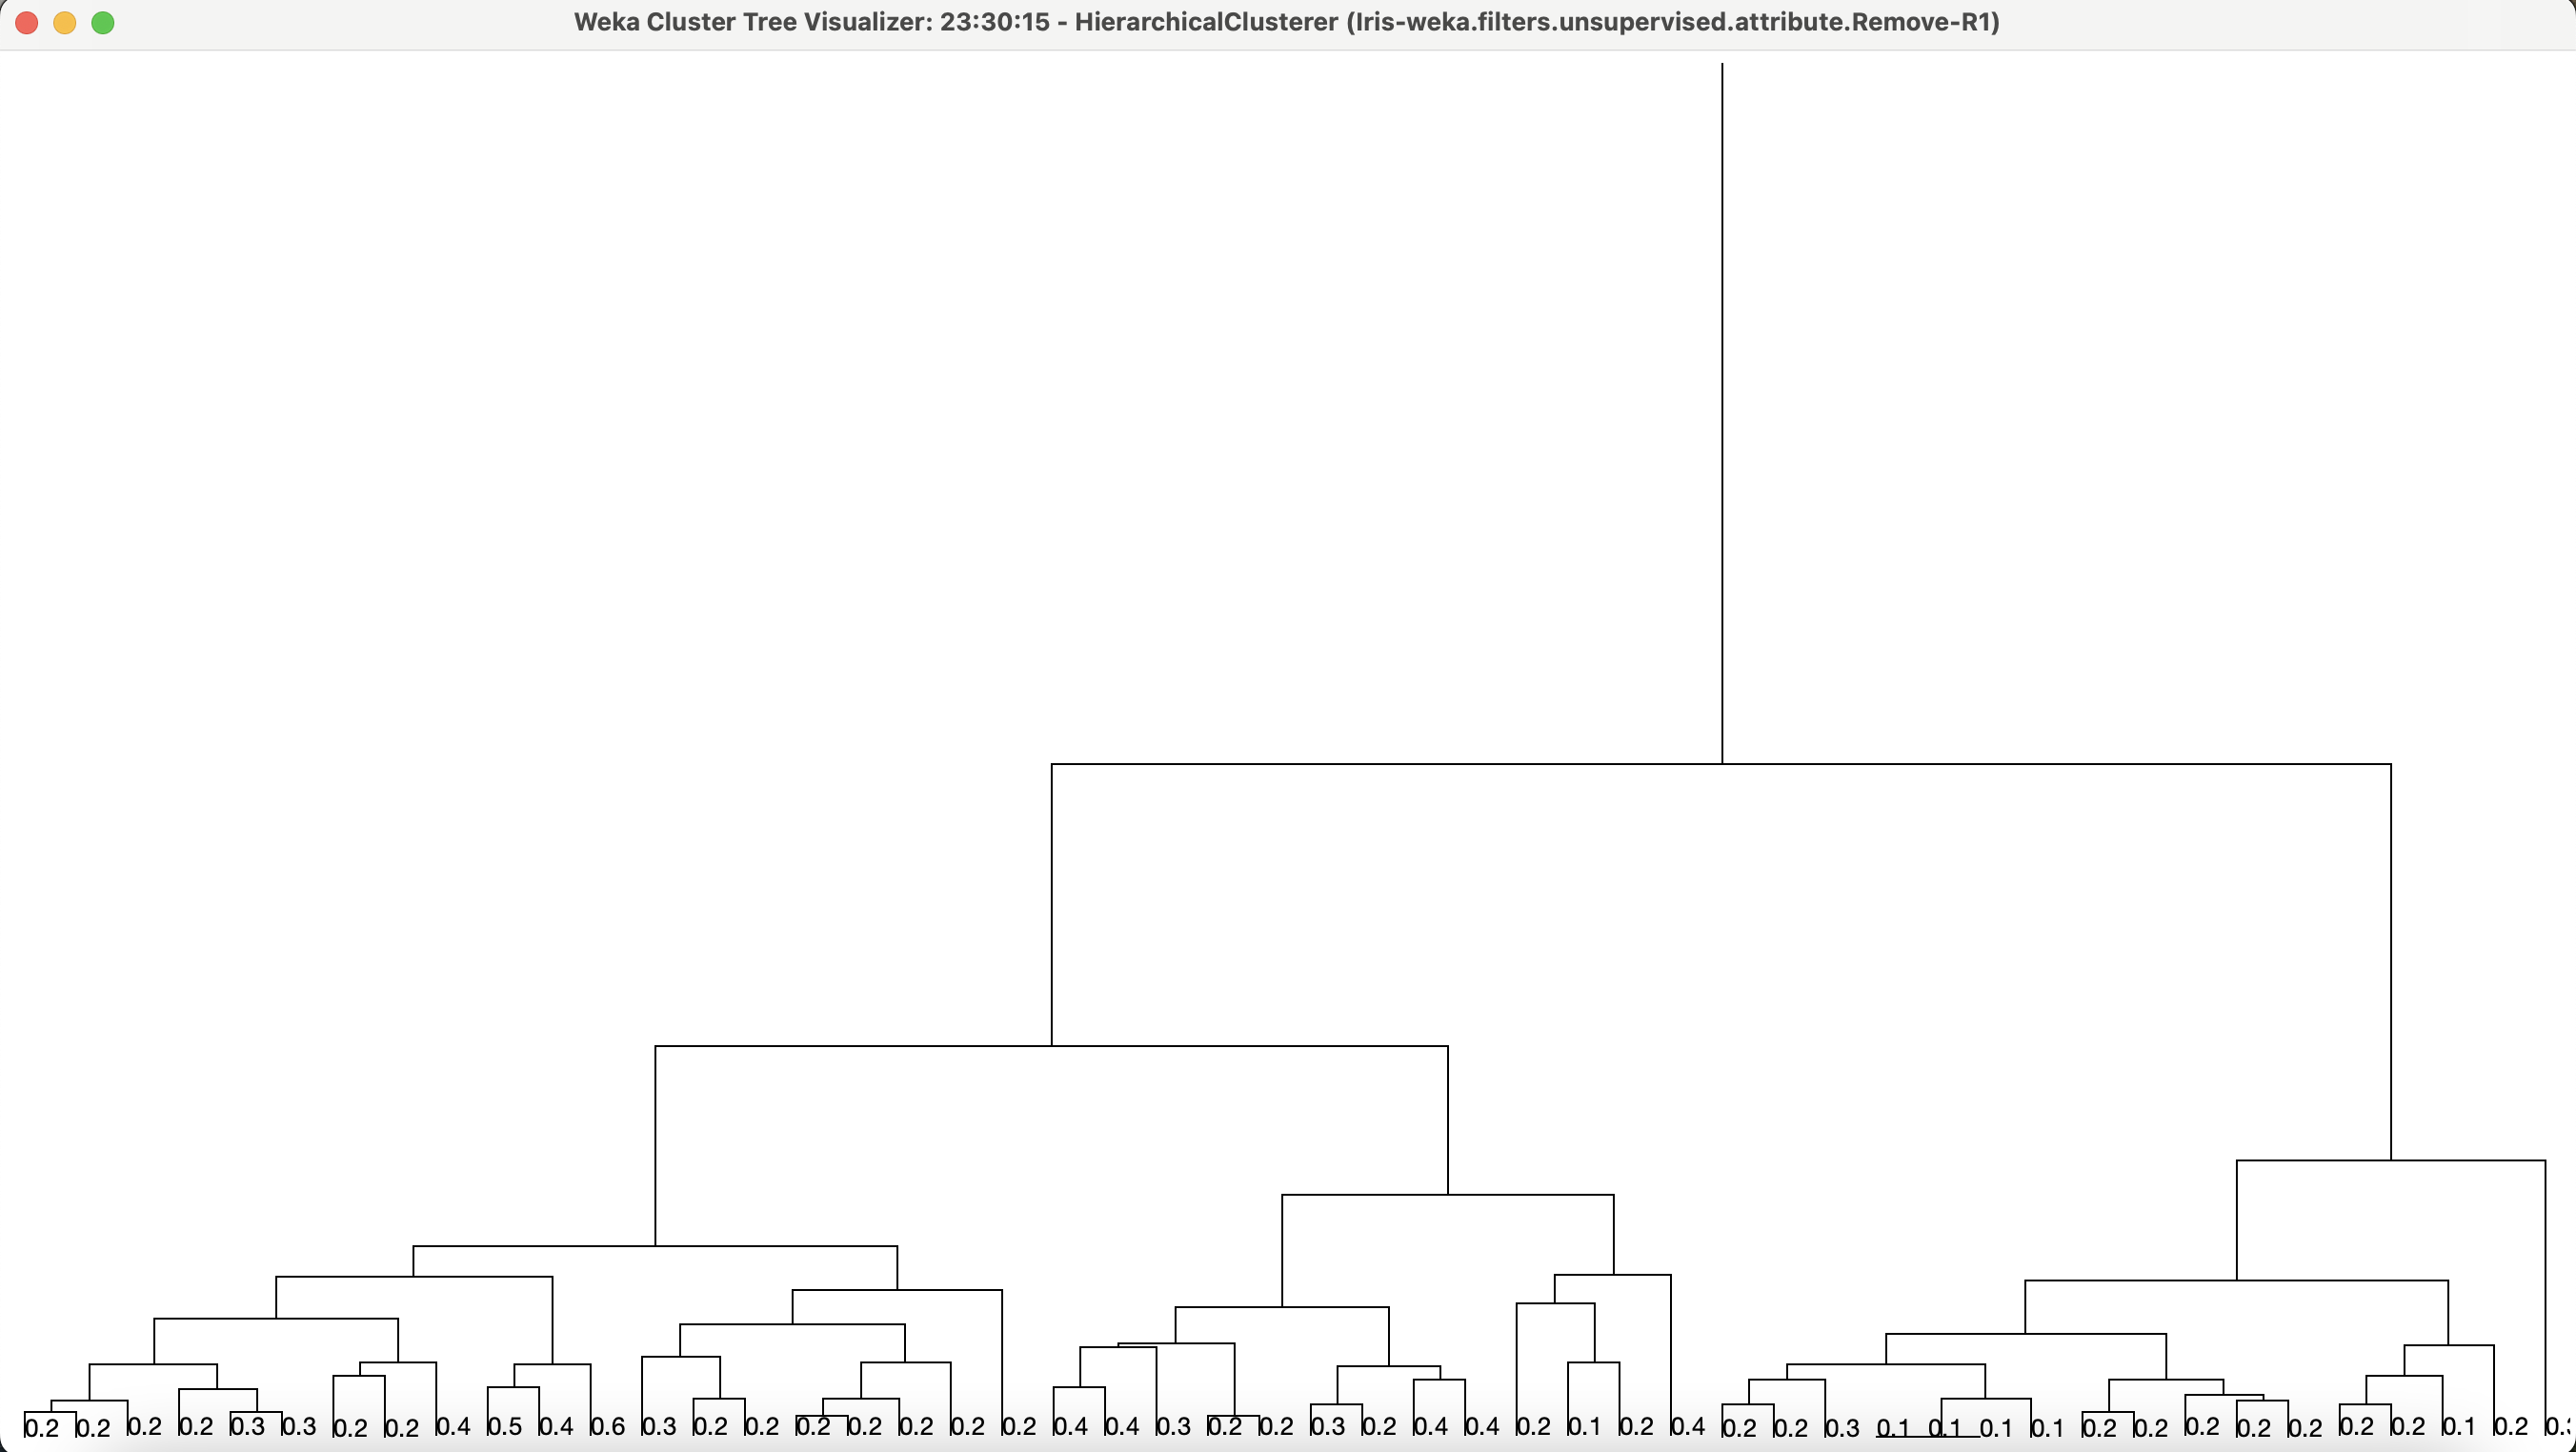 Weka Cluster Tree Visualizer: 23:30:15 - HierarchicalClusterer (Iris-weka.filters.unsupervised.attribute.Remove-R1)
0.2 0.2 0.2 0.2 0.3 0.3 0.2 0.2 0.4 0.5 0.4 0.6 0.3 0.2 0.2 0.2 0.2 0.2 0.2 0.2 0.4 0.4 0.3 0.2 0.2 0.3 0.2 0.4 0.4 0.2 0.1 0.2 0.4 0.2 0.2 0.3 0.1 0.1 0.1 0.1 0.2 0.2 0.2 0.2 0.2 0.2 0.2 0.1 0.2